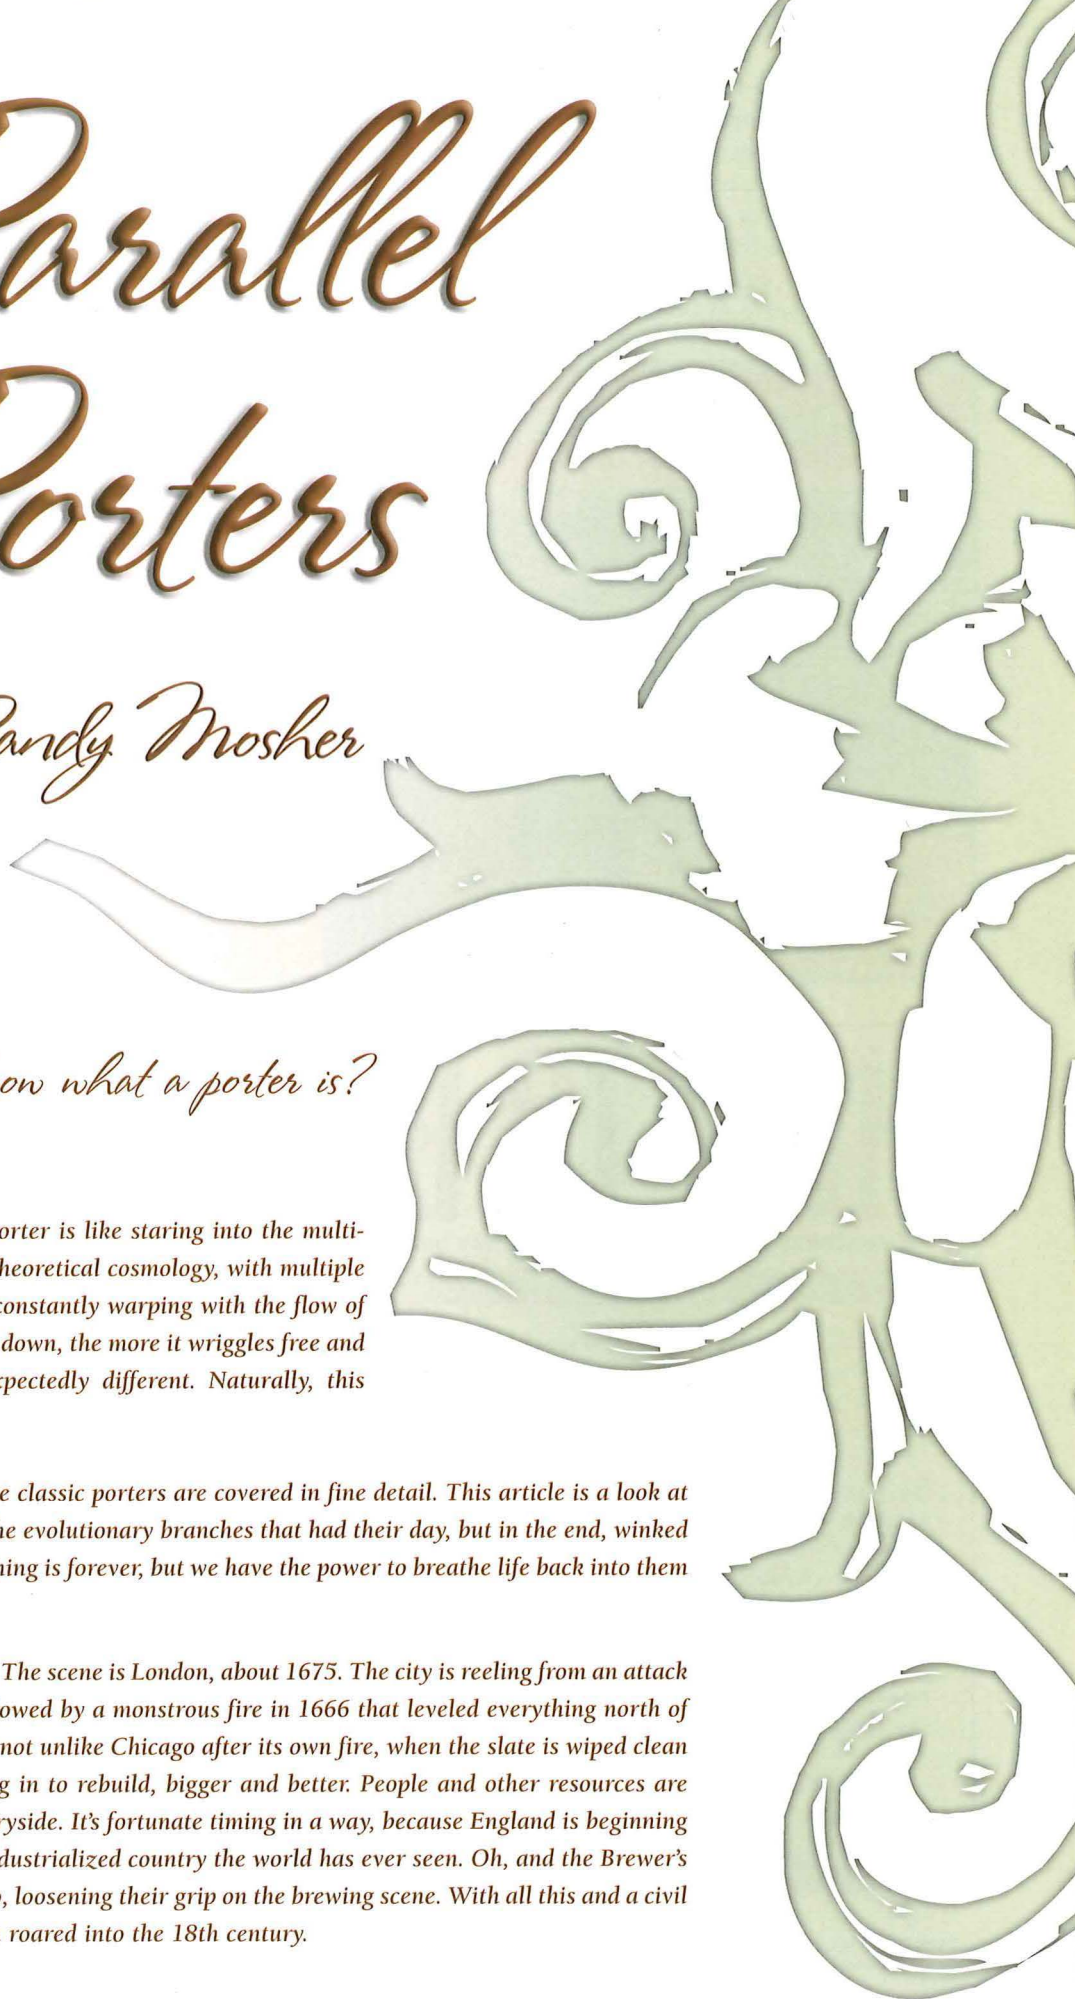 Parallel
Porters
Randy Mosher
ow what a porter is?
orter is like staring into the multi-
heoretical cosmology, with multiple
constantly warping with the flow of
down, the more it wriggles free and
pectedly different. Naturally, this
e classic porters are covered in fine detail. This article is a look at
ne evolutionary branches that had their day, but in the end, winked
ning is forever, but we have the power to breathe life back into them
The scene is London, about 1675. The city is reeling from an attack
owed by a monstrous fire in 1666 that leveled everything north of
not unlike Chicago after its own fire, when the slate is wiped clean
g in to rebuild, bigger and better. People and other resources are
ryside. It's fortunate timing in a way, because England is beginning
dustrialized country the world has ever seen. Oh, and the Brewer's
, loosening their grip on the brewing scene. With all this and a civil
roared into the 18th century.